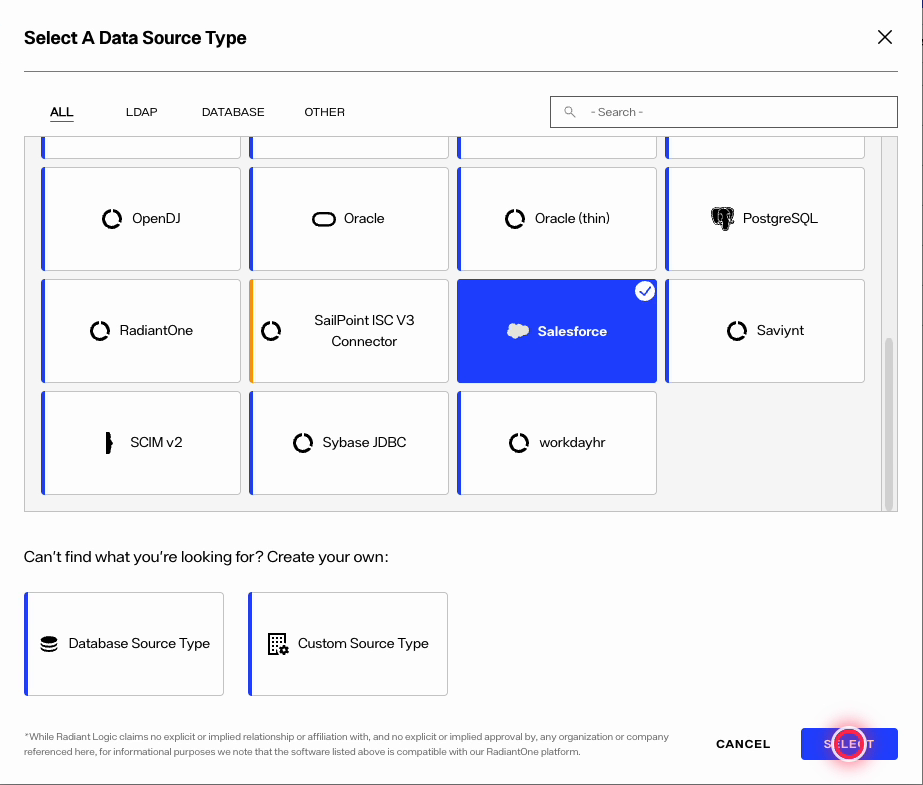 Select A Data Source Type
ALL
LDAP
DATABASE
OTHER
- Search -
OpenDJ
Oracle
Oracle (thin)
PostgreSQL
RadiantOne
SailPoint ISC V3
Connector
Salesforce
Saviynt
SCIM v2
Sybase JDBC
workdayhr
Can't find what you're looking for? Create your own:
Database Source Type
Custom Source Type
*While Radiant Logic claims no explicit or implied relationship or affiliation with, and no explicit or implied approval by, any organization or company
referenced here, for informational purposes we note that the software listed above is compatible with our RadiantOne platform.
CANCEL
SELECT